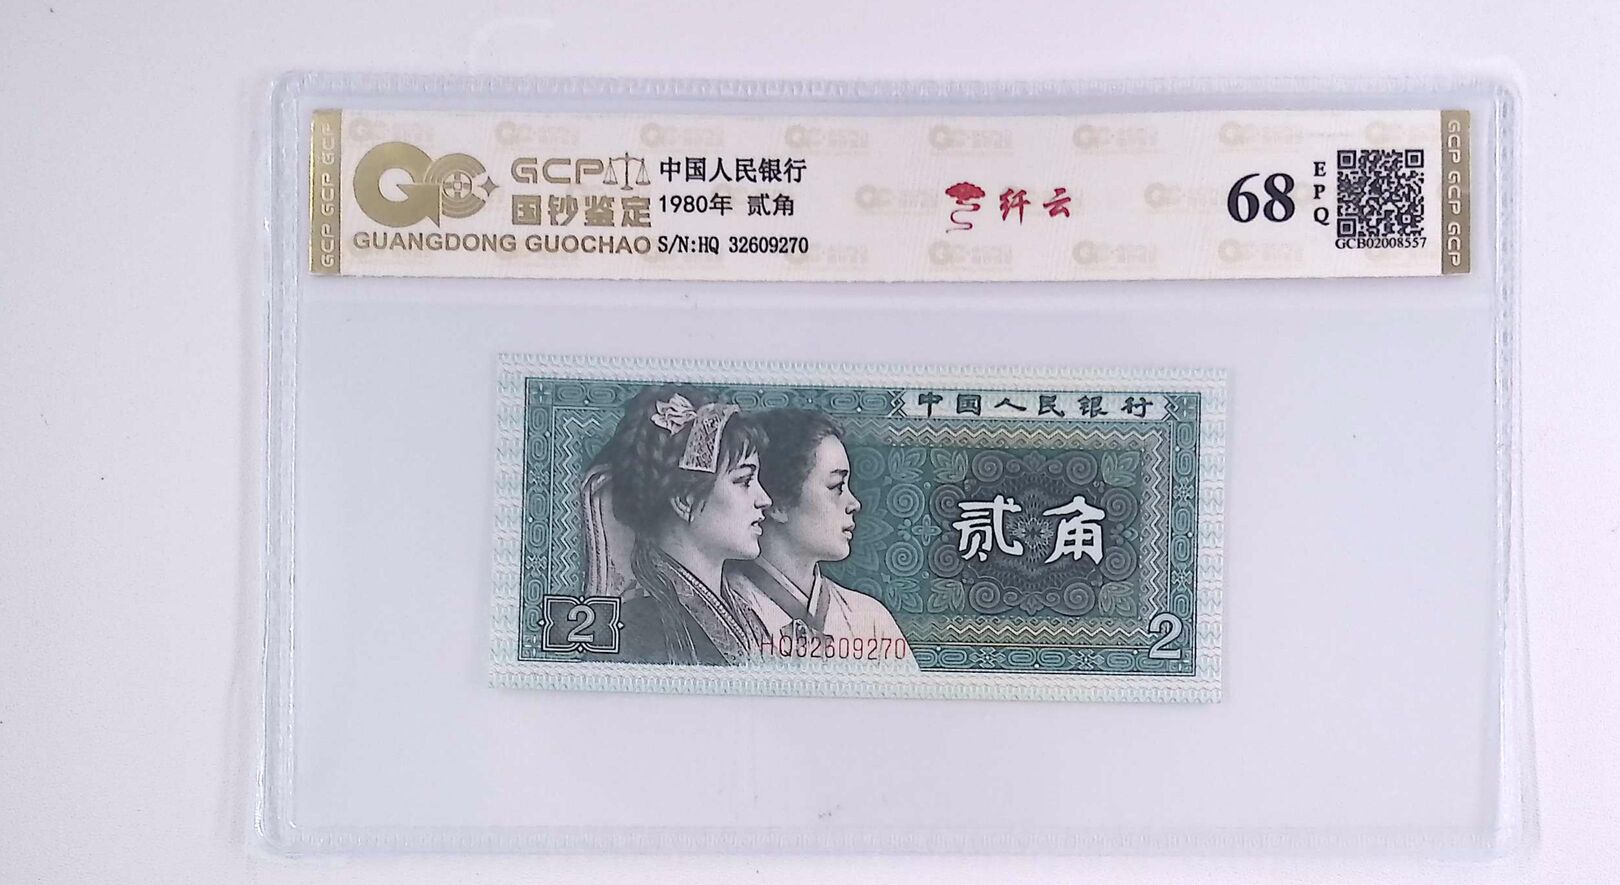 GCP GCP GCP
GCP
国钞鉴定
GUANGDONG GUOCHAO
中国人民银行
1980年 贰角
S/N:HQ 32609270
纤云
68
EPQ
GCB02008557
GCP GCP GCP
中国人民银行
贰角
2
HQ32609270
2